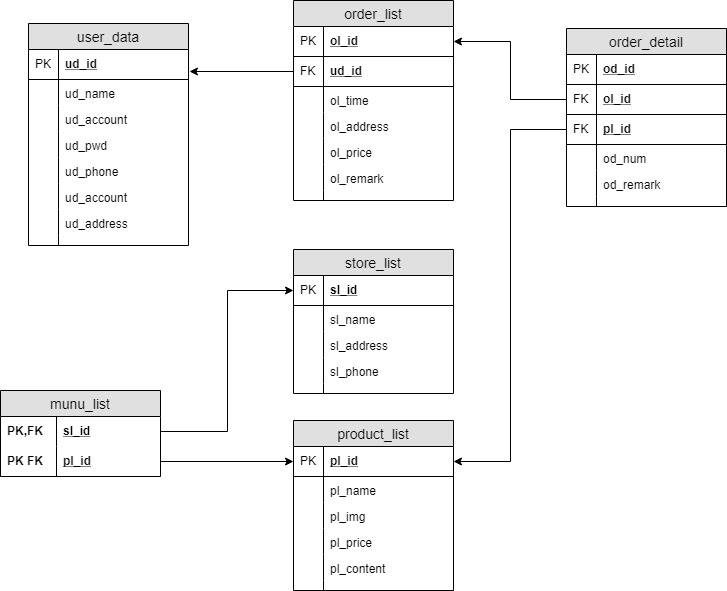 user_data
PK ud_id
ud_name
ud_account
ud_pwd
ud_phone
ud_account
ud_address
order_list
PK ol_id
FK ud_id
ol_time
ol_address
ol_price
ol_remark
order_detail
PK od_id
FK ol_id
FK pl_id
od_num
od_remark
store_list
PK sl_id
sl_name
sl_address
sl_phone
munu_list
PK,FK sl_id
PK FK pl_id
product_list
PK pl_id
pl_name
pl_img
pl_price
pl_content